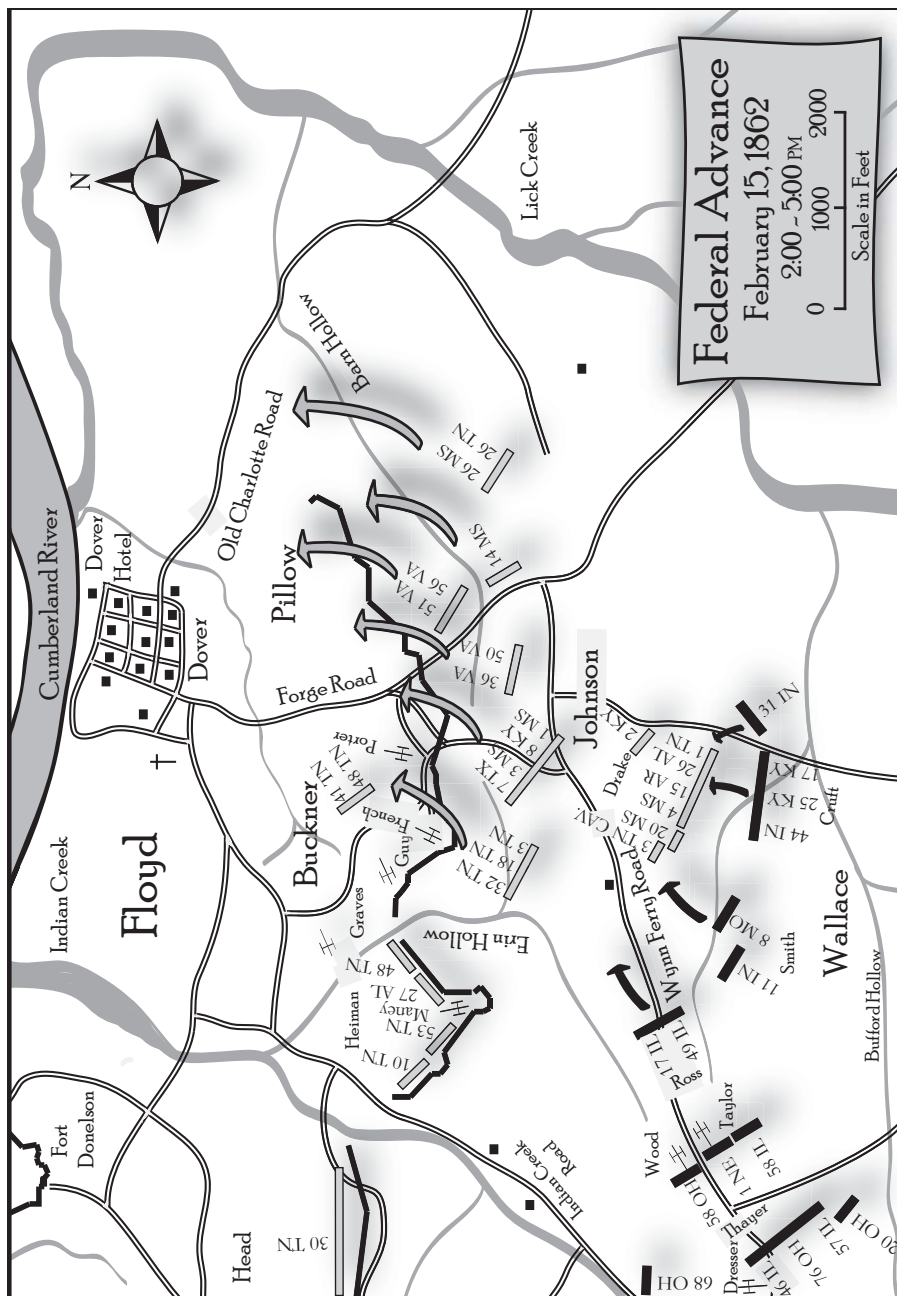 Federal Advance
February 15, 1862
2:00 ~ 5:00 PM
0 1000 2000
Scale in Feet
N
Lick Creek
Barn Hollow
Old Charlotte Road
Cumberland River
Dover
Hotel
Dover
Pillow
26 TN
26 MS
14 MS
56 VA
51 VA
50 VA
36 VA
Forge Road
Johnson
1 MS
8 KY
3 MS
7 TX
Porter
48 TN
41 TN
French
Guy
Buckner
Graves
3 TN
18 TN
32 TN
Floyd
Indian Creek
Erin Hollow
Heiman
48 TN
27 AL
Maney
53 TN
10 TN
Fort
Donelson
Head
30 TN
Indian Creek
Road
2 KY
Drake
11 TN
26 AL
15 AR
4 MS
20 MS
3 TN CAV.
31 IN
17 KY
25 KY
44 IN
Cruft
Wynn Ferry Road
8 MO
11 IN
Smith
Wallace
Bufford Hollow
17 IL
49 IL
Ross
Wood
Taylor
58 OH
1 NE
58 IL
Thayer
Dresser
46 IL
76 OH
57 IL
20 OH
68 OH